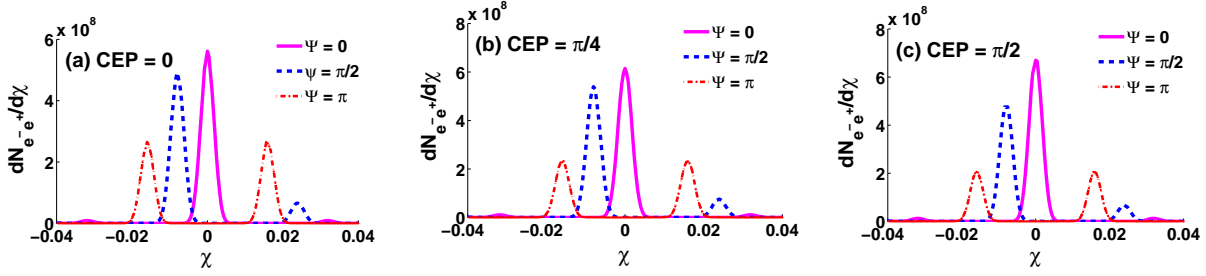 × 10^8
6
4
2
0
dN_{e^- e^+}/dχ
(a) CEP = 0
Ψ = 0
ψ = π/2
Ψ = π
−0.04 −0.02 0 0.02 0.04
χ
× 10^8
8
6
4
2
0
dN_{e^- e^+}/dχ
(b) CEP = π/4
Ψ = 0
Ψ = π/2
Ψ = π
−0.04 −0.02 0 0.02 0.04
χ
× 10^8
8
6
4
2
0
dN_{e^- e^+}/dχ
(c) CEP = π/2
Ψ = 0
Ψ = π/2
Ψ = π
−0.04 −0.02 0 0.02 0.04
χ